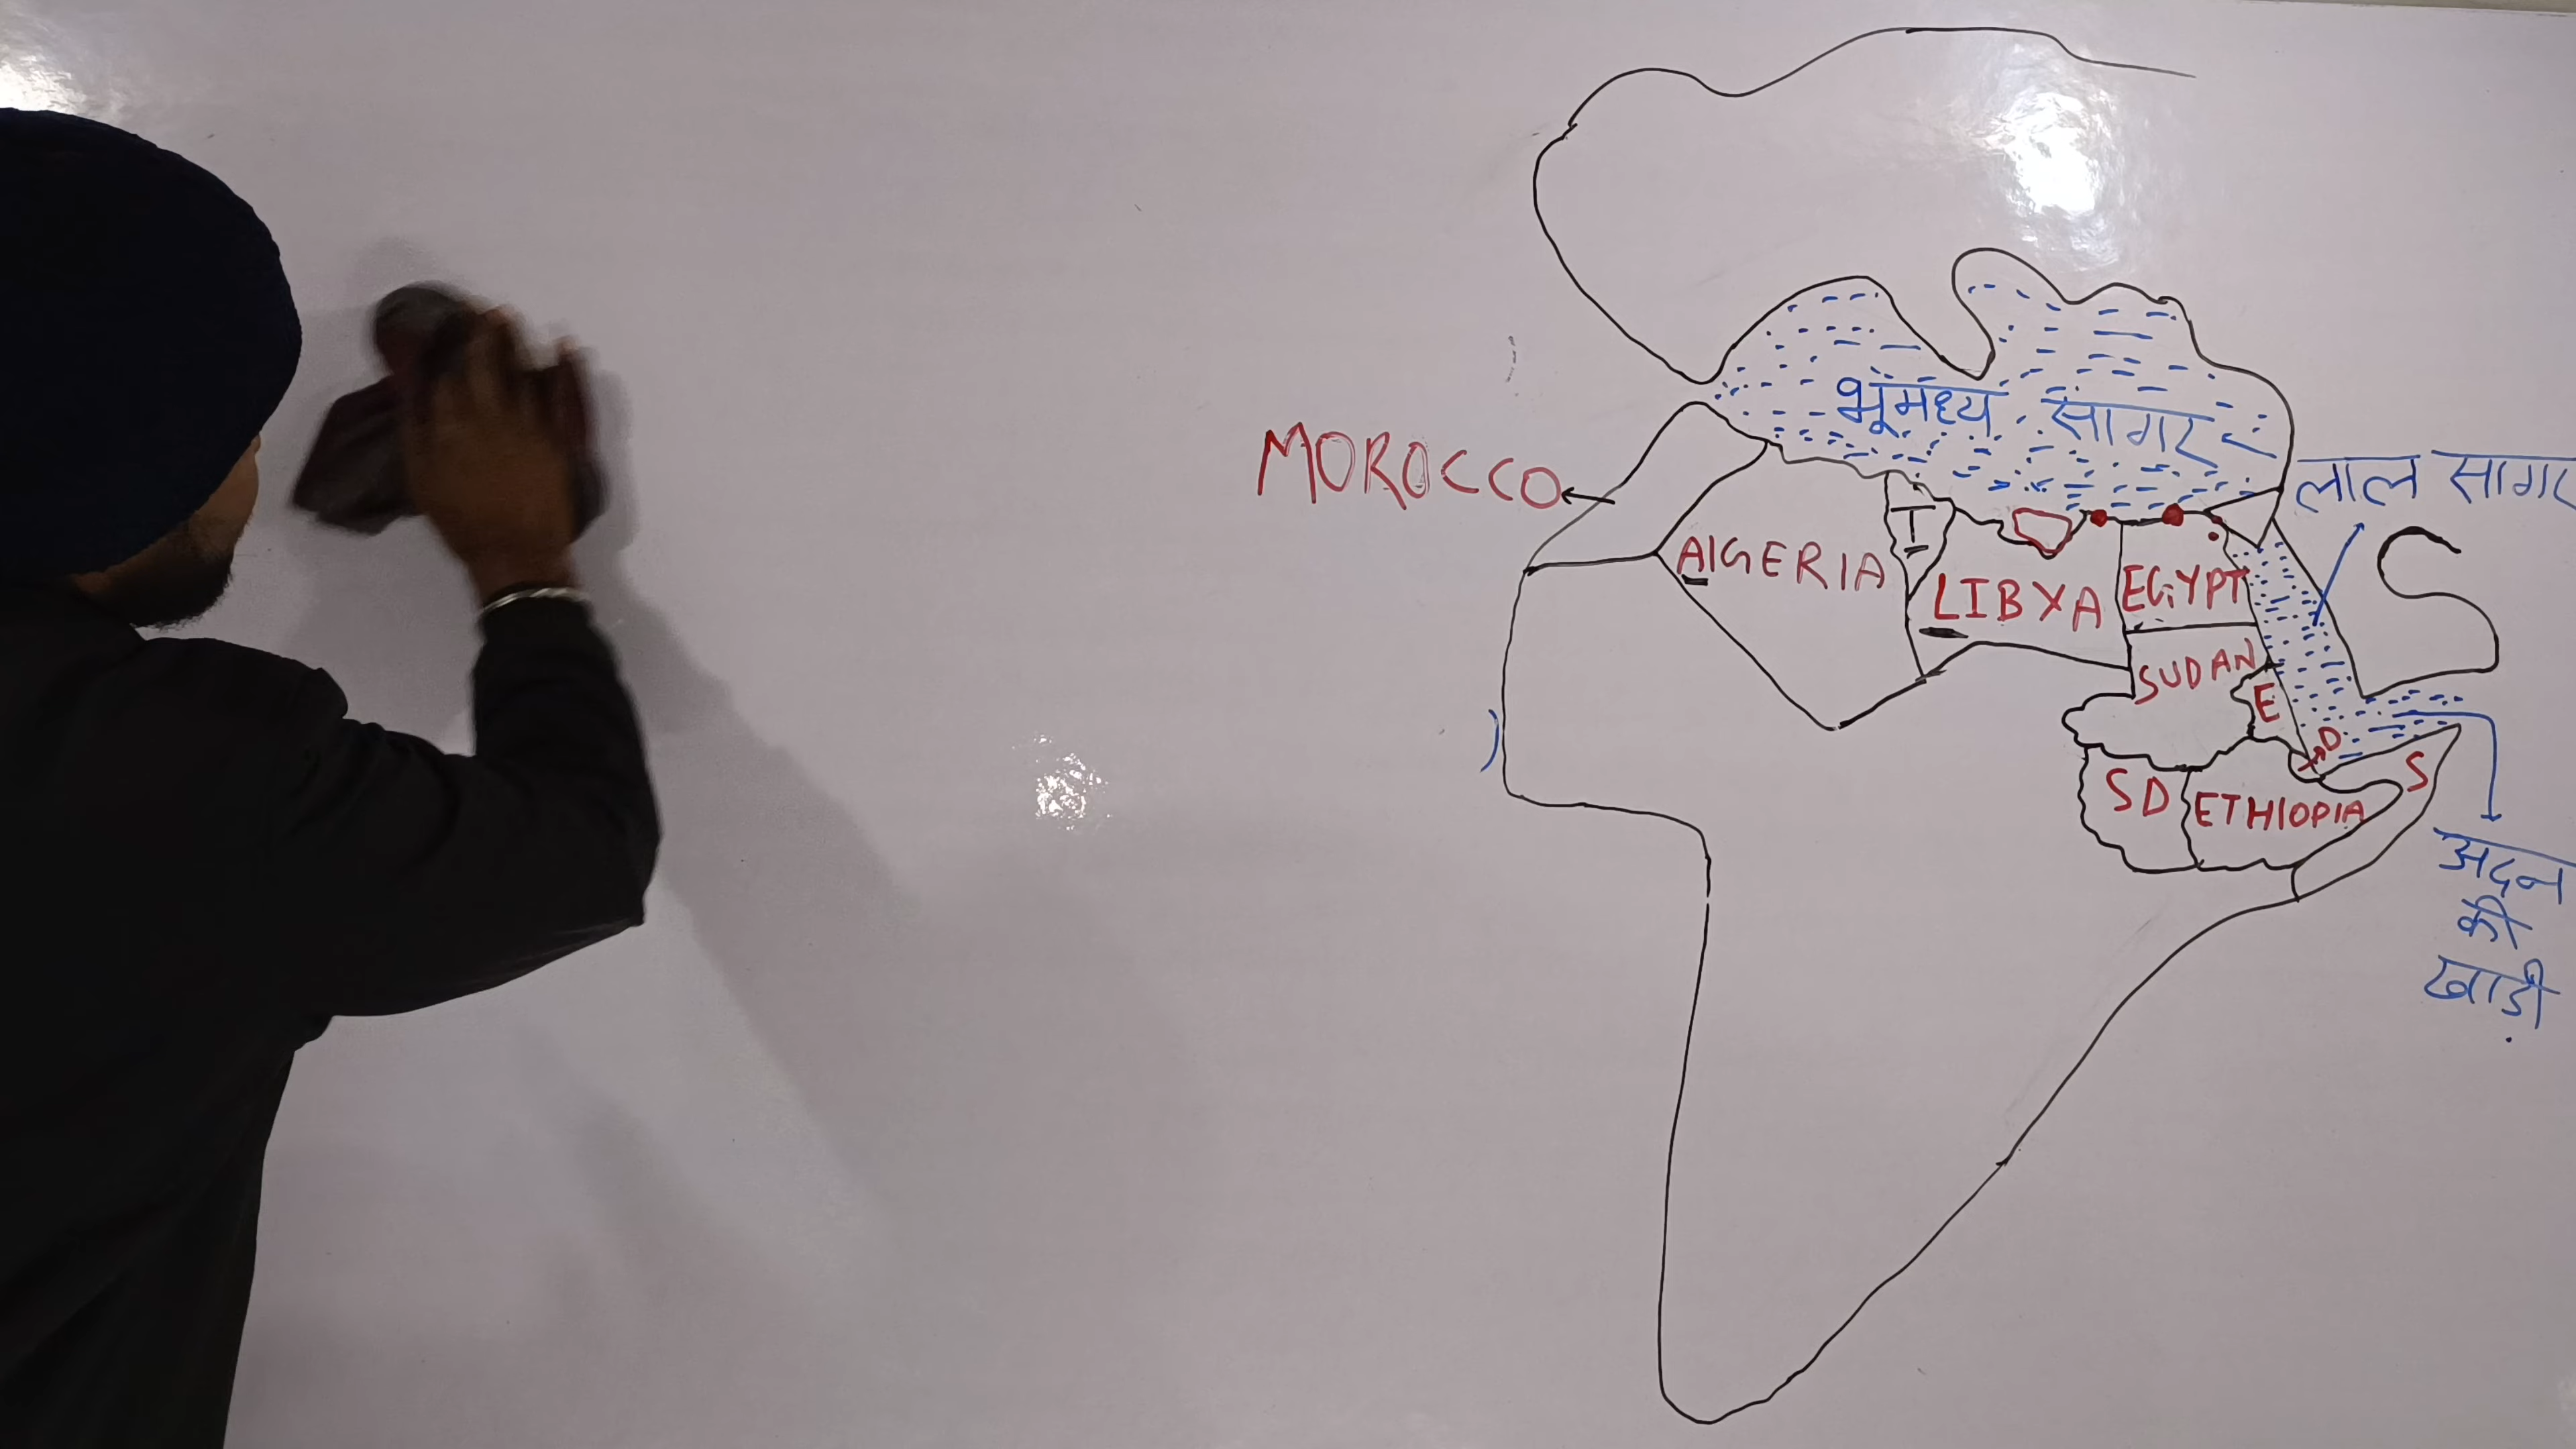 भूमध्य सागर
लाल सागर
MOROCCO
AlGERIA
T
LIBYA
EGYPT
SUDAN
E
D
S
SD
ETHIOPIA
अदन
की
खाड़ी